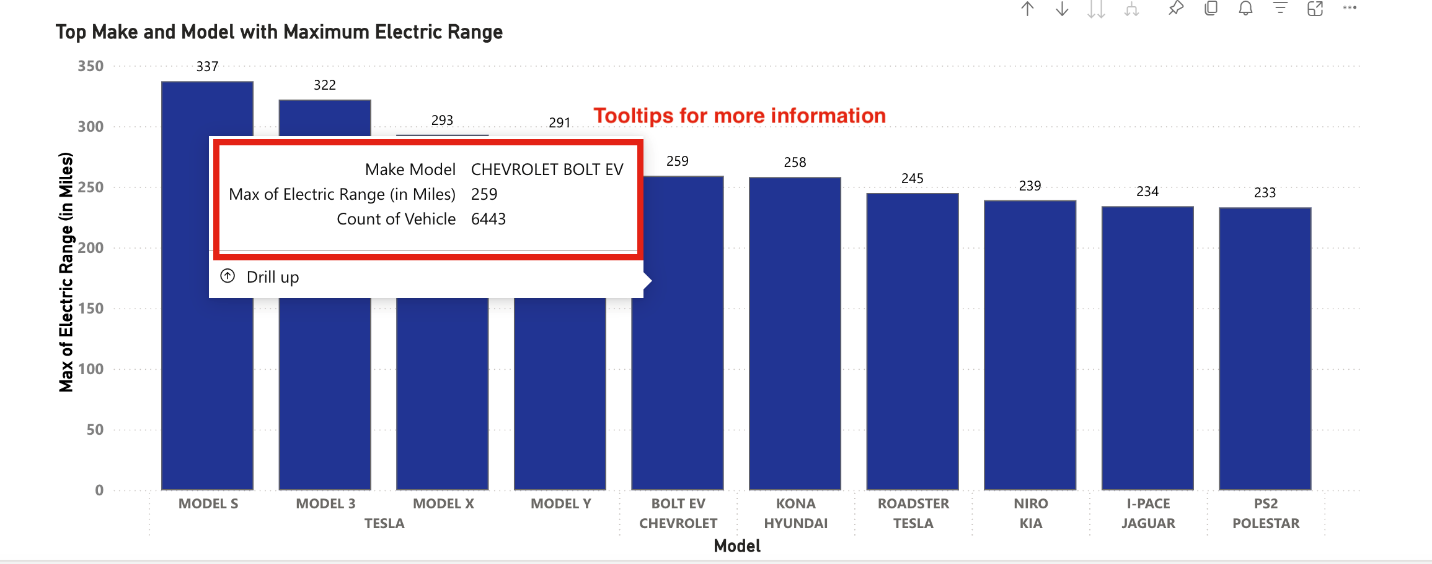 Top Make and Model with Maximum Electric Range
350
337
322
300
293
291
Tooltips for more information
259
258
250
245
239
234
233
Make Model CHEVROLET BOLT EV
Max of Electric Range (in Miles) 259
Count of Vehicle 6443
Drill up
Max of Electric Range (in Miles)
200
150
100
50
0
MODEL S MODEL 3 MODEL X MODEL Y BOLT EV KONA ROADSTER NIRO I-PACE PS2
TESLA CHEVROLET HYUNDAI TESLA KIA JAGUAR POLESTAR
Model